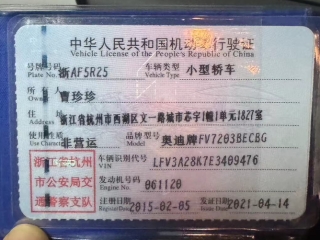 中华人民共和国机动车行驶证
Vehicle License of the People's Republic of China
号牌号码 浙AF5R25 车辆类型 小型轿车
Plate No. Vehicle Type
所有人 曹珍珍
Owner
住址 浙江省杭州市西湖区文一路城市芯宇1幢1单元1827室
Address
使用性质 非营运 品牌型号 奥迪牌FV7203BECBG
Use Character
浙江省杭州
市公安局交
通警察支队
车辆识别代号 LFV3A28K7E3409476
VIN
发动机号码 061120
Engine No.
注册日期 2015-02-05 发证日期 2021-04-14
Register Date Issue Date